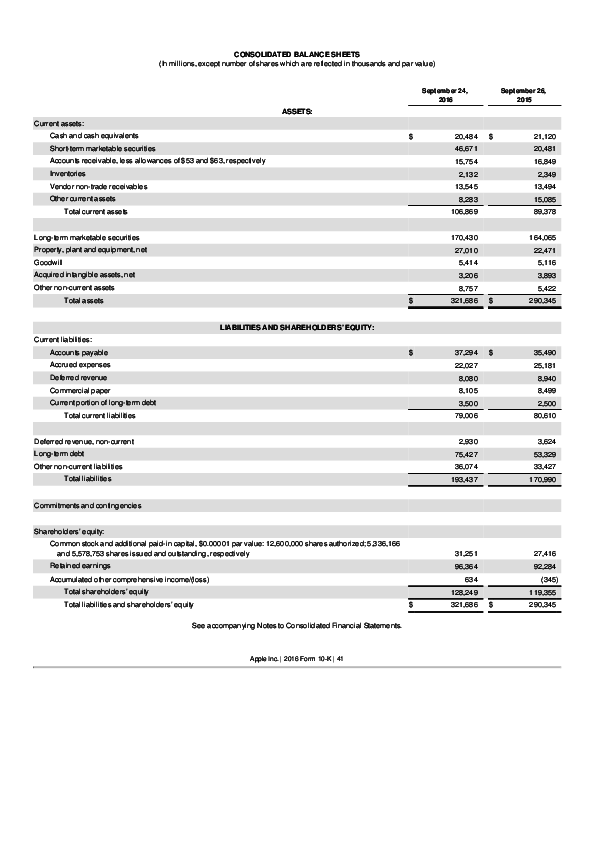 CONSOLIDATED BALANCE SHEETS
(In millions, except number of shares which are reflected in thousands and par value)
September 24, 2016 September 26, 2015
ASSETS:
Current assets:
Cash and cash equivalents $ 20,484 $ 21,120
Short-term marketable securities 46,671 20,481
Accounts receivable, less allowances of $53 and $63, respectively 15,754 16,849
Inventories 2,132 2,349
Vendor non-trade receivables 13,545 13,494
Other current assets 8,283 15,085
Total current assets 106,869 89,378
Long-term marketable securities 170,430 164,065
Property, plant and equipment, net 27,010 22,471
Goodwill 5,414 5,116
Acquired intangible assets, net 3,206 3,893
Other non-current assets 8,757 5,422
Total assets $ 321,686 $ 290,345
LIABILITIES AND SHAREHOLDERS' EQUITY:
Current liabilities:
Accounts payable $ 37,294 $ 35,490
Accrued expenses 22,027 25,181
Deferred revenue 8,080 8,940
Commercial paper 8,105 8,499
Current portion of long-term debt 3,500 2,500
Total current liabilities 79,006 80,610
Deferred revenue, non-current 2,930 3,624
Long-term debt 75,427 53,329
Other non-current liabilities 36,074 33,427
Total liabilities 193,437 170,990
Commitments and contingencies
Shareholders' equity:
Common stock and additional paid-in capital, $0.00001 par value: 12,600,000 shares authorized; 5,336,166
and 5,578,753 shares issued and outstanding, respectively 31,251 27,416
Retained earnings 96,364 92,284
Accumulated other comprehensive income/(loss) 634 (345)
Total shareholders' equity 128,249 119,355
Total liabilities and shareholders' equity $ 321,686 $ 290,345
See accompanying Notes to Consolidated Financial Statements.
Apple Inc. | 2016 Form 10-K | 41